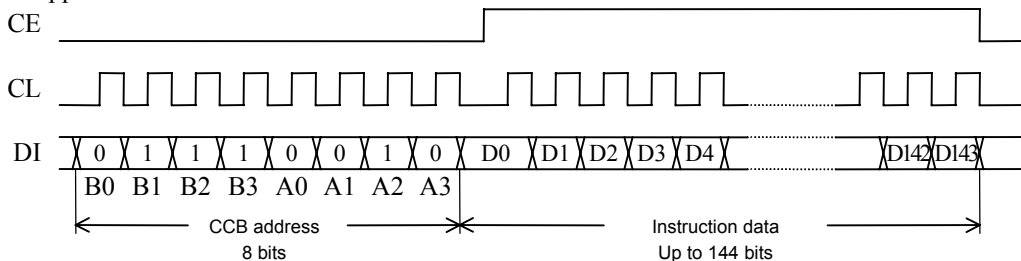 CE
CL
DI 0 1 1 1 0 0 1 0 D0 D1 D2 D3 D4 D142 D143
B0 B1 B2 B3 A0 A1 A2 A3
CCB address Instruction data
8 bits Up to 144 bits